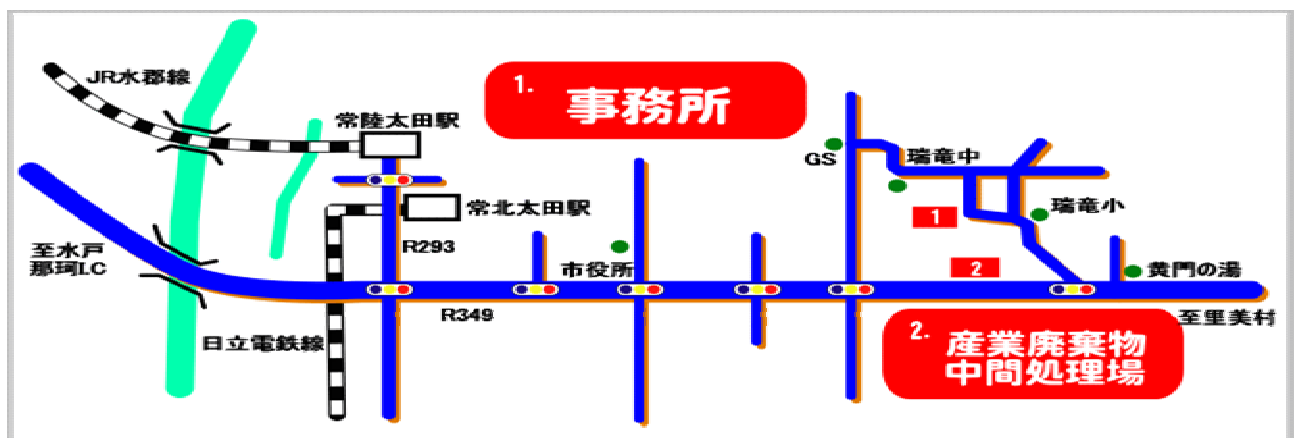 JR水郡線
常陸太田駅
1.
事務所
GS
瑞竜中
常北太田駅
1
瑞竜小
至水戸
那珂I.C
R293
市役所
2
黄門の湯
R349
至里美村
日立電鉄線
2.
産業廃棄物
中間処理場